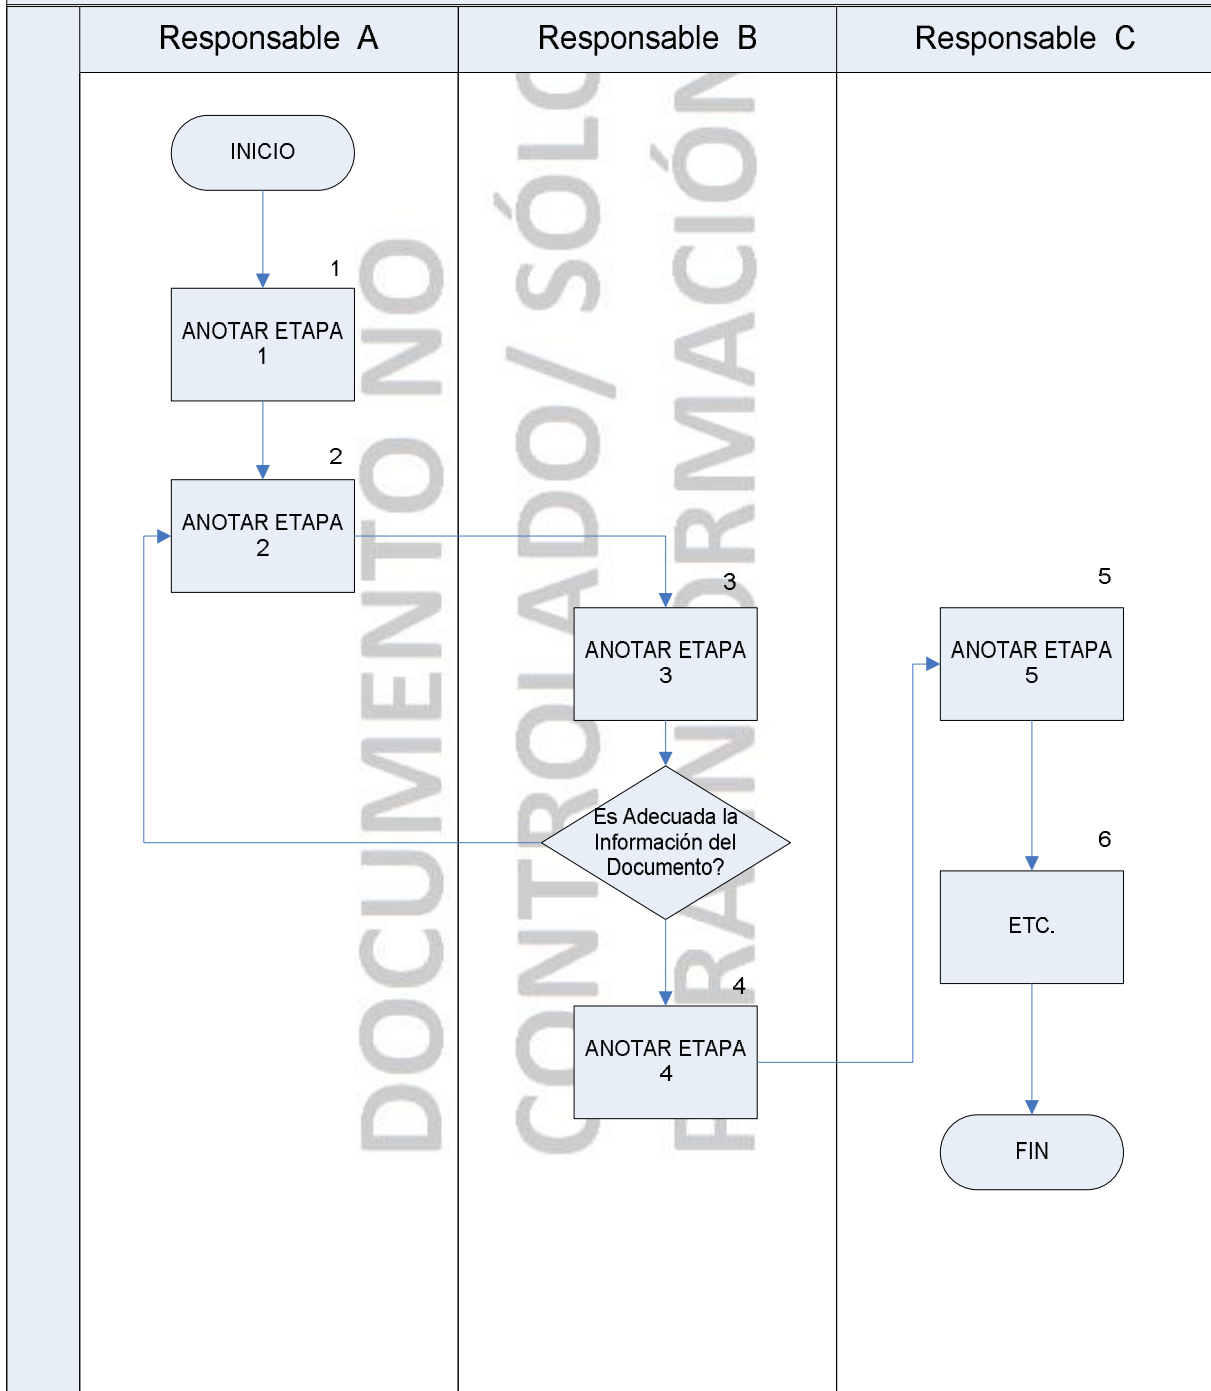 Responsable A
Responsable B
Responsable C
INICIO
1
ANOTAR ETAPA
1
2
ANOTAR ETAPA
2
3
ANOTAR ETAPA
3
Es Adecuada la
Información del
Documento?
4
ANOTAR ETAPA
4
5
ANOTAR ETAPA
5
6
ETC.
FIN
DOCUMENTO NO
CONTROLADO/ SÓLO